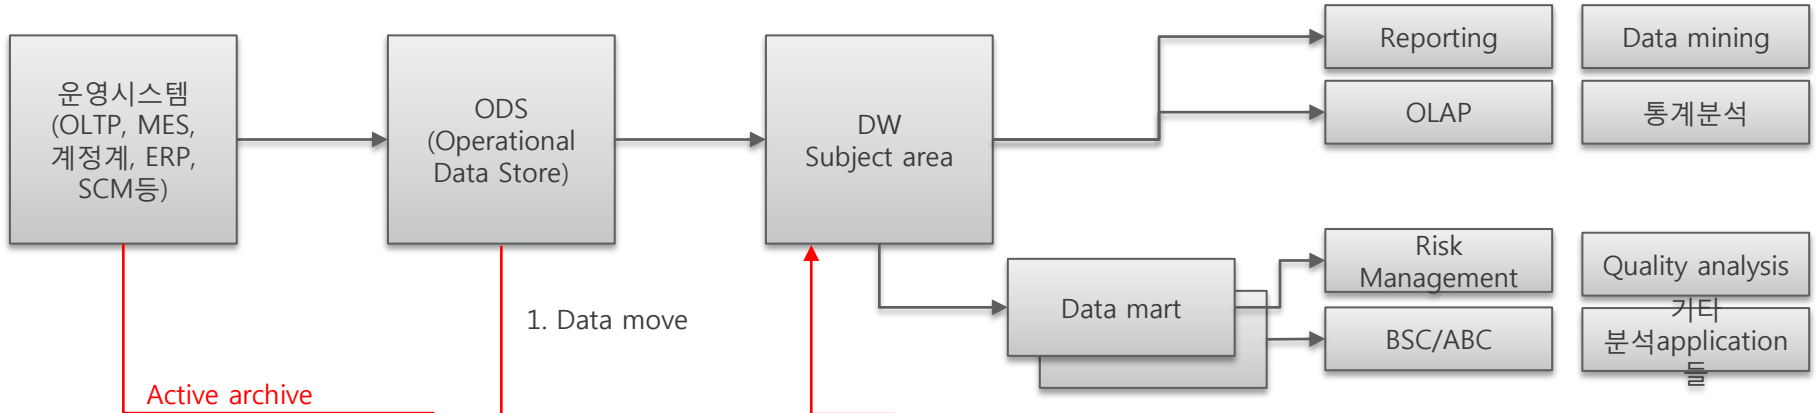 운영시스템
(OLTP, MES,
계정계, ERP,
SCM등)
ODS
(Operational
Data Store)
DW
Subject area
Reporting
Data mining
OLAP
통계분석
Data mart
Risk
Management
Quality analysis
BSC/ABC
기타
분석application
들
1. Data move
Active archive